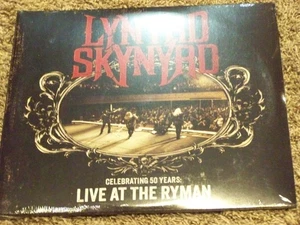 LYNYRD
SKYNYRD
CELEBRATING 50 YEARS:
LIVE AT THE RYMAN